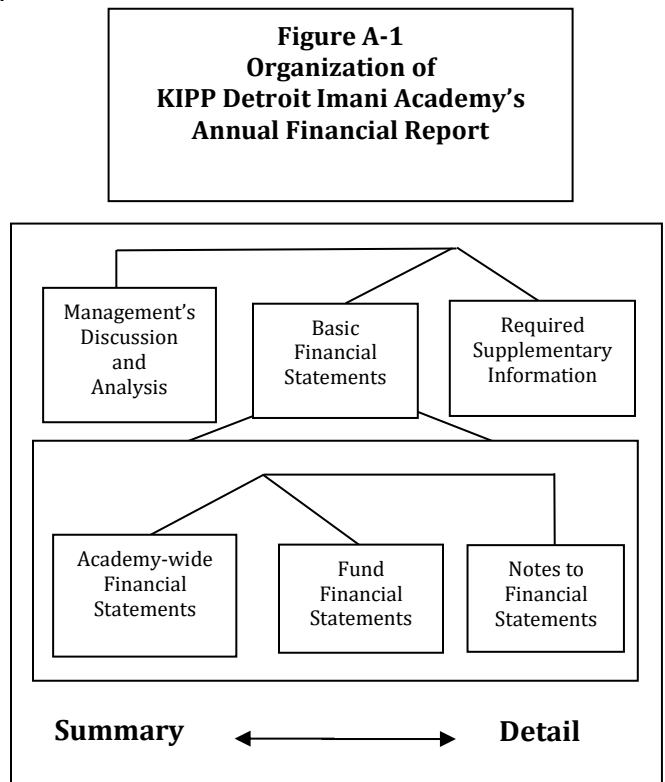 Figure A-1
Organization of
KIPP Detroit Imani Academy's
Annual Financial Report
Management's
Discussion
and
Analysis
Basic
Financial
Statements
Required
Supplementary
Information
Academy-wide
Financial
Statements
Fund
Financial
Statements
Notes to
Financial
Statements
Summary
Detail